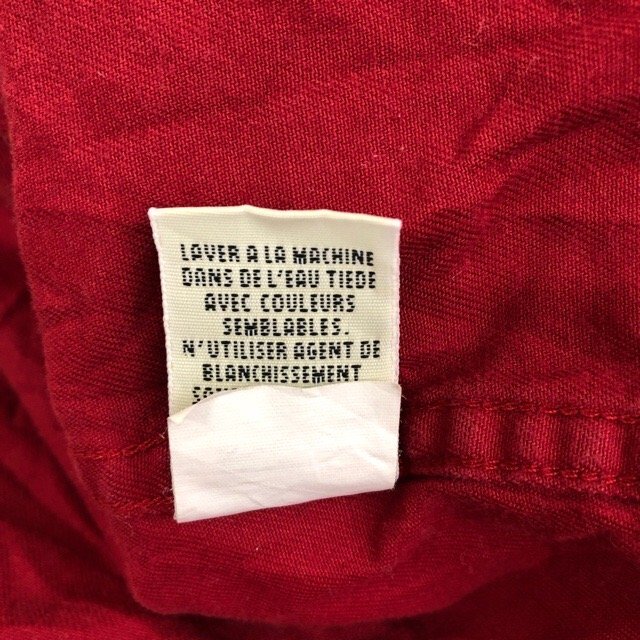 LAVER A LA MACHINE
DANS DE L'EAU TIEDE
AVEC COULEURS
SEMBLABLES.
N'UTILISER AGENT DE
BLANCHISSEMENT